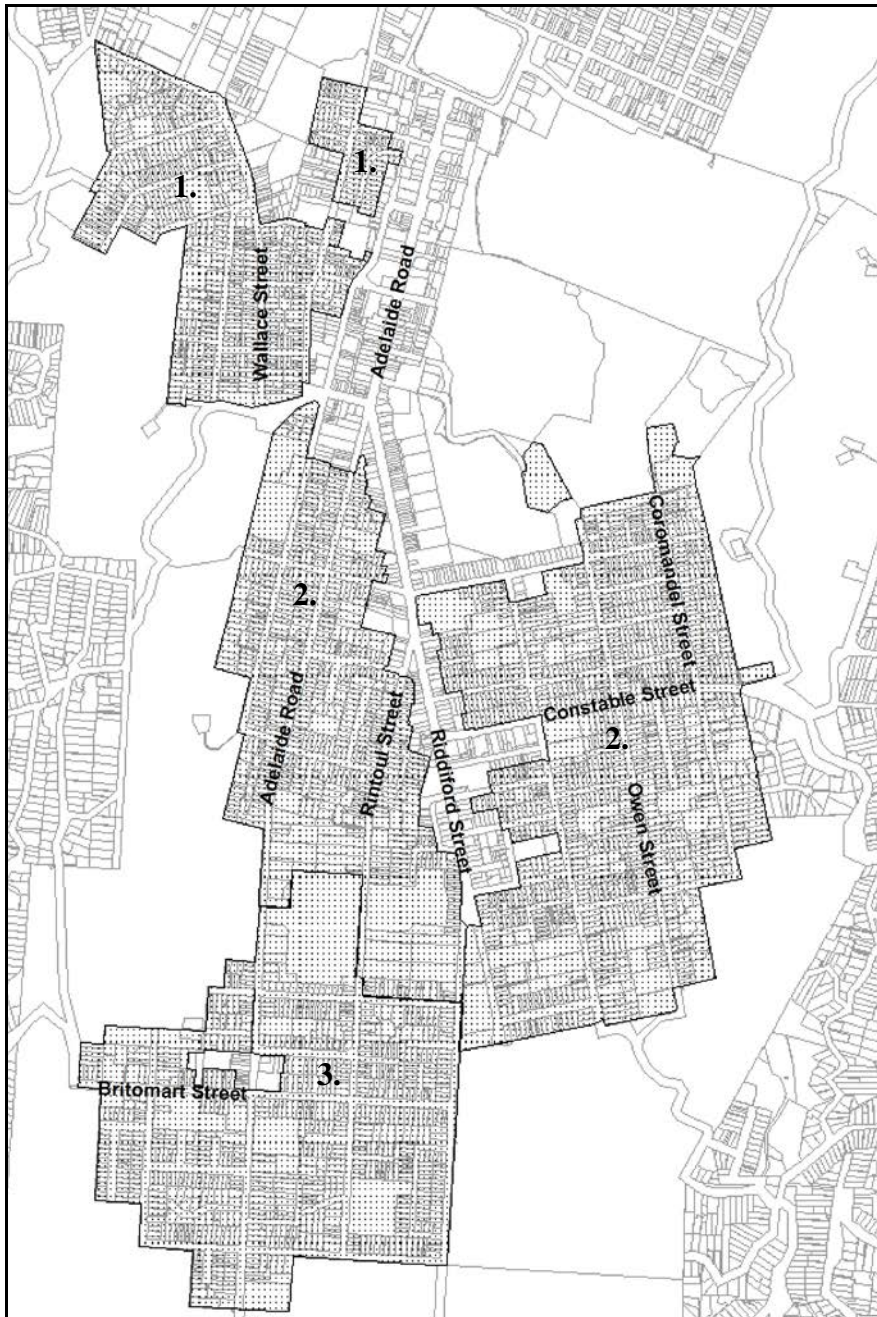 1.
1.
Wallace Street
Adelaide Road
2.
Coromandel Street
Adelaide Road
Rintoul Street
Riddiford Street
Constable Street
2.
Owen Street
3.
Britomart Street